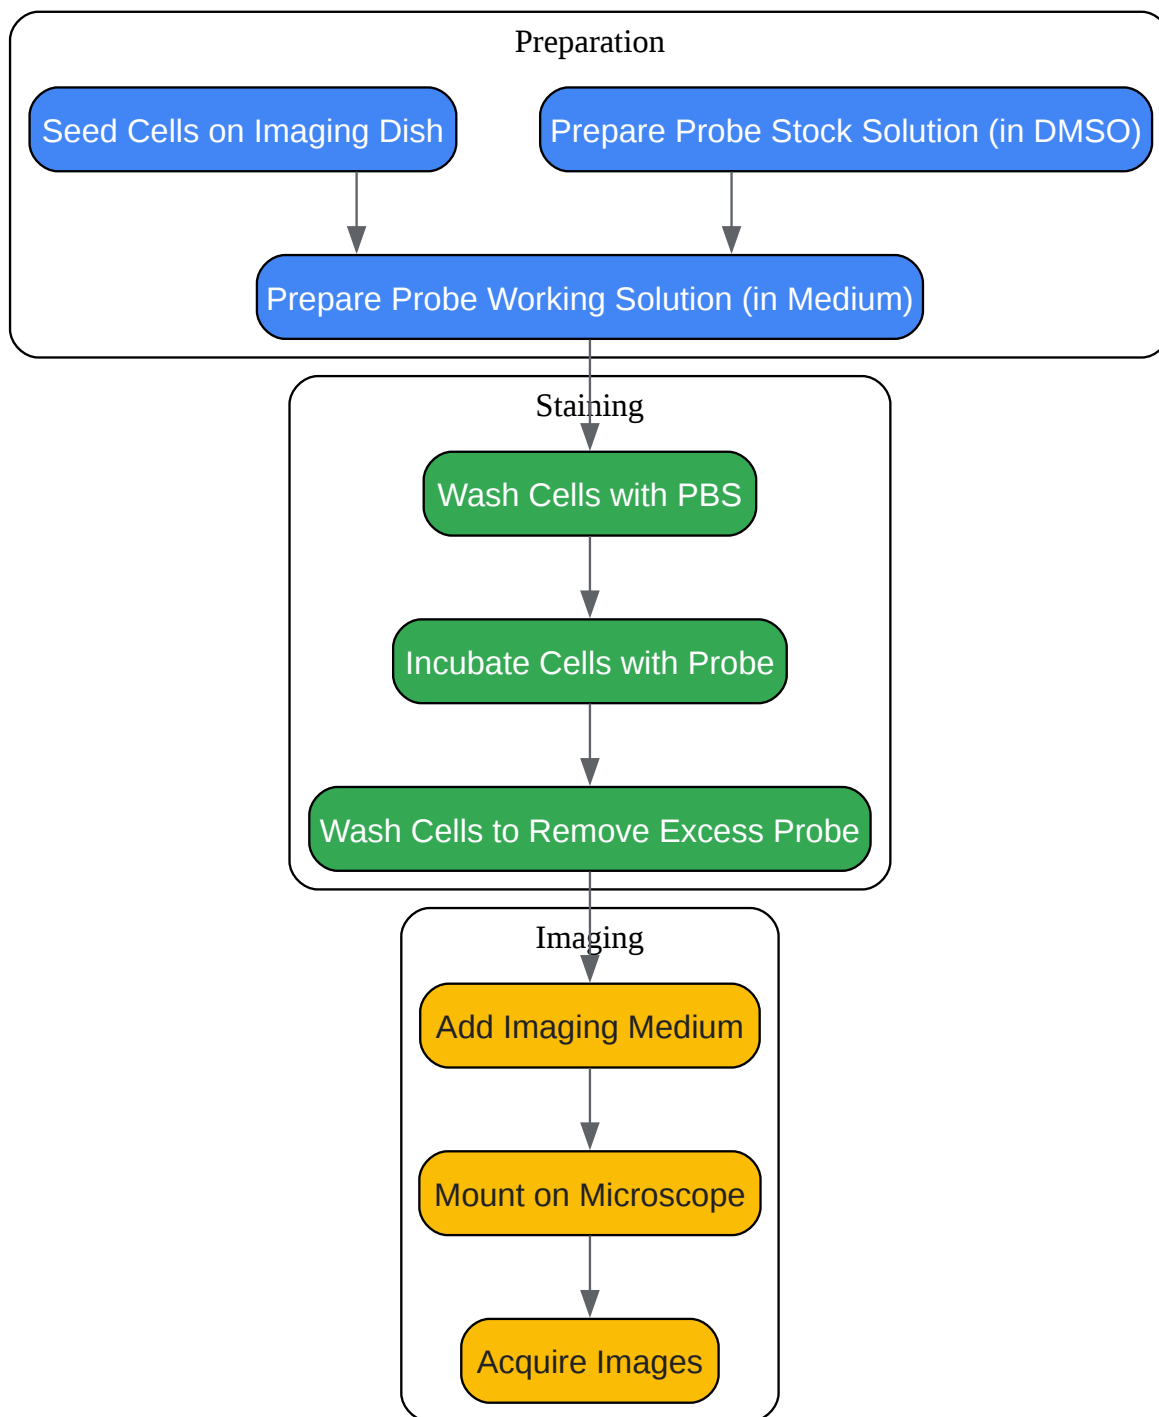 Preparation
Seed Cells on Imaging Dish
Prepare Probe Stock Solution (in DMSO)
Prepare Probe Working Solution (in Medium)
Staining
Wash Cells with PBS
Incubate Cells with Probe
Wash Cells to Remove Excess Probe
Imaging
Add Imaging Medium
Mount on Microscope
Acquire Images